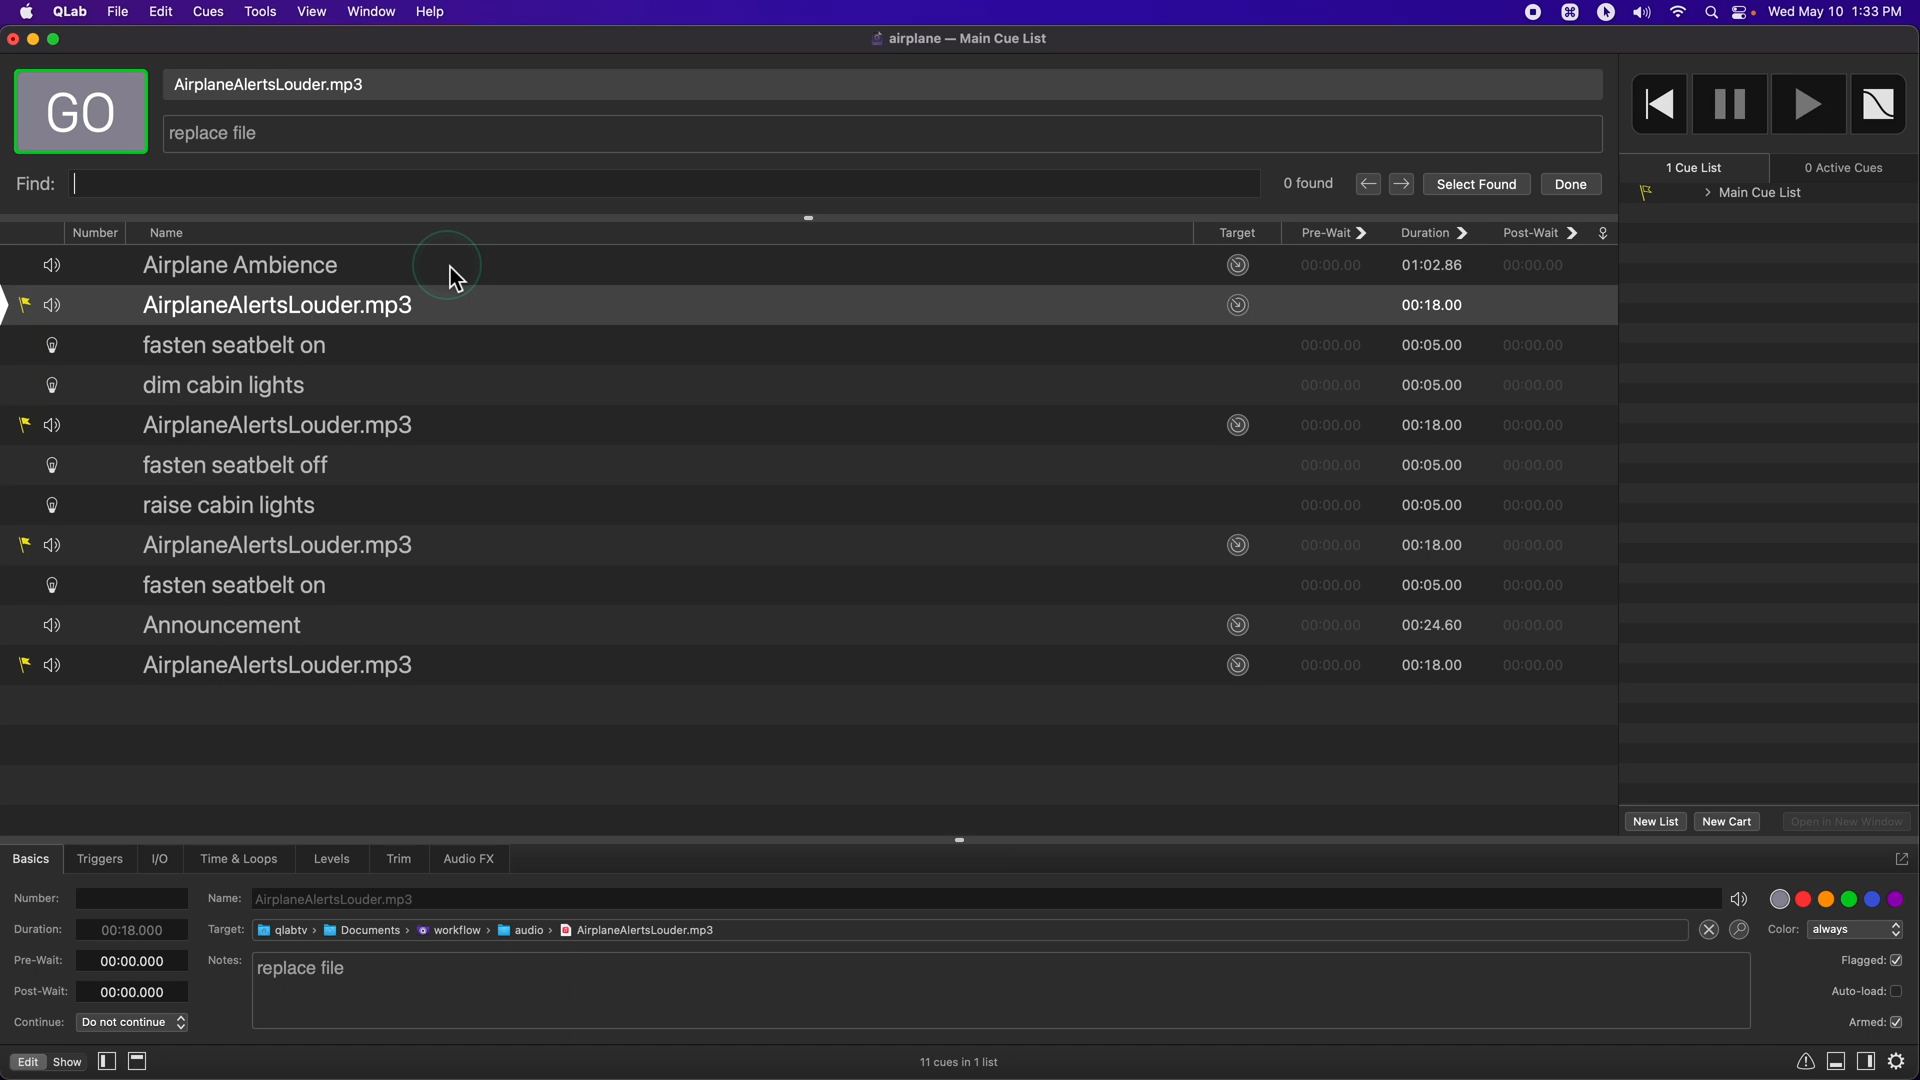 QLab File Edit Cues Tools View Window Help Wed May 10 1:33 PM
airplane — Main Cue List
GO
AirplaneAlertsLouder.mp3
replace file
Find: 0 found Select Found Done
1 Cue List 0 Active Cues
Main Cue List
Number Name Target Pre-Wait Duration Post-Wait
Airplane Ambience 00:00.00 01:02.86 00:00.00
AirplaneAlertsLouder.mp3 00:18.00
fasten seatbelt on 00:00.00 00:05.00 00:00.00
dim cabin lights 00:00.00 00:05.00 00:00.00
AirplaneAlertsLouder.mp3 00:00.00 00:18.00 00:00.00
fasten seatbelt off 00:00.00 00:05.00 00:00.00
raise cabin lights 00:00.00 00:05.00 00:00.00
AirplaneAlertsLouder.mp3 00:00.00 00:18.00 00:00.00
fasten seatbelt on 00:00.00 00:05.00 00:00.00
Announcement 00:00.00 00:24.60 00:00.00
AirplaneAlertsLouder.mp3 00:00.00 00:18.00 00:00.00
New List New Cart Open in New Window
Basics Triggers I/O Time & Loops Levels Trim Audio FX
Number: Name: AirplaneAlertsLouder.mp3
Duration: 00:18.000 Target: qlabtv › Documents › workflow › audio › AirplaneAlertsLouder.mp3 Color: always
Pre-Wait: 00:00.000 Notes: replace file Flagged:
Post-Wait: 00:00.000 Auto-load:
Continue: Do not continue Armed:
Edit Show 11 cues in 1 list